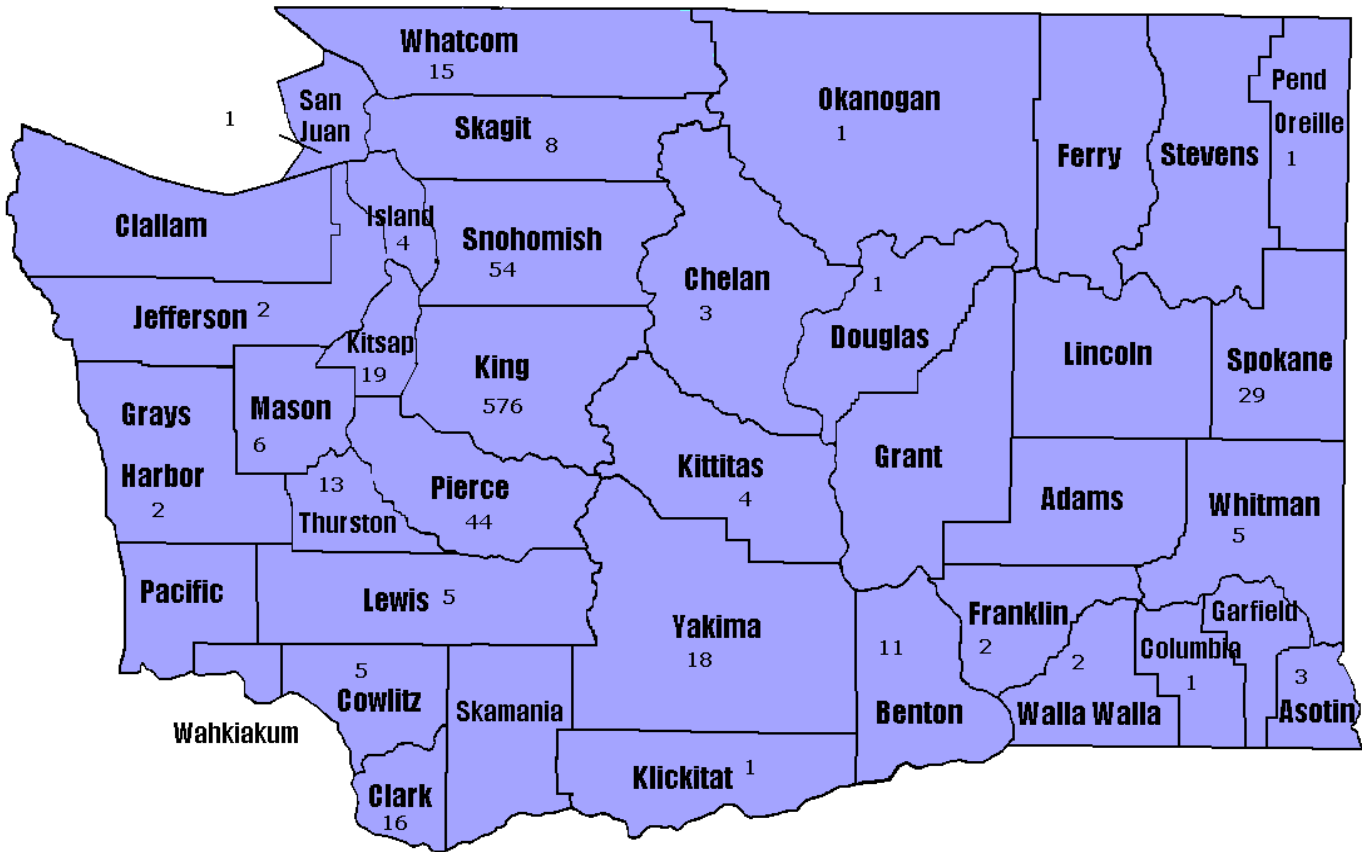 Whatcom
15
San
Juan
1
Skagit
8
Okanogan
1
Ferry
Stevens
Pend
Oreille
1
Clallam
Island
4
Snohomish
54
Chelan
3
1
Douglas
Jefferson 2
Kitsap
19
King
576
Lincoln
Spokane
29
Grays
Harbor
2
Mason
6
13
Thurston
Pierce
44
Kittitas
4
Grant
Adams
Whitman
5
Pacific
Lewis 5
Yakima
18
Franklin
2
Garfield
Columbia
1
2
Walla Walla
3
Asotin
11
Benton
Wahkiakum
5
Cowlitz
Skamania
Klickitat 1
Clark
16